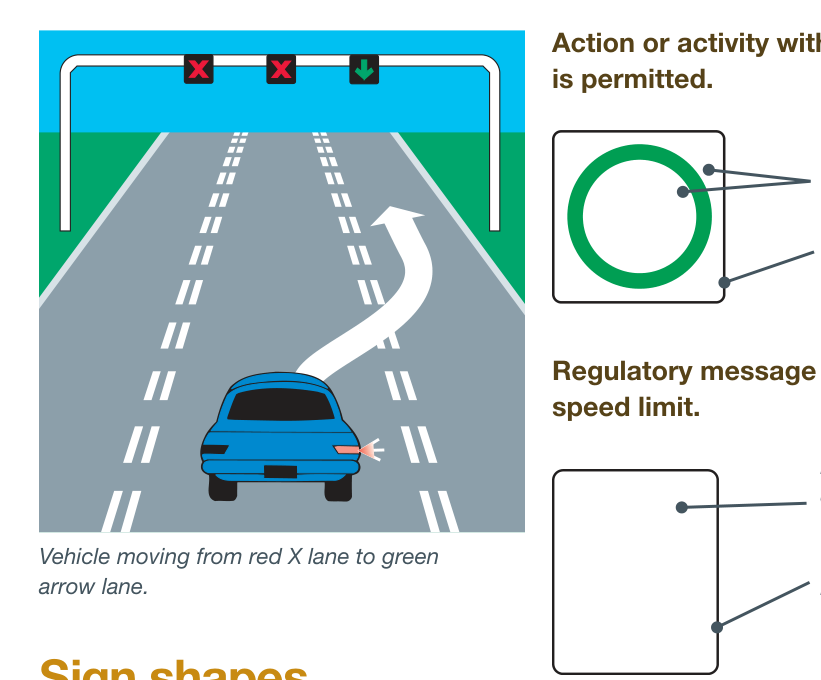 Vehicle moving from red X lane to green
arrow lane.
Sign shapes
Action or activity
is permitted.
Regulatory message
speed limit.